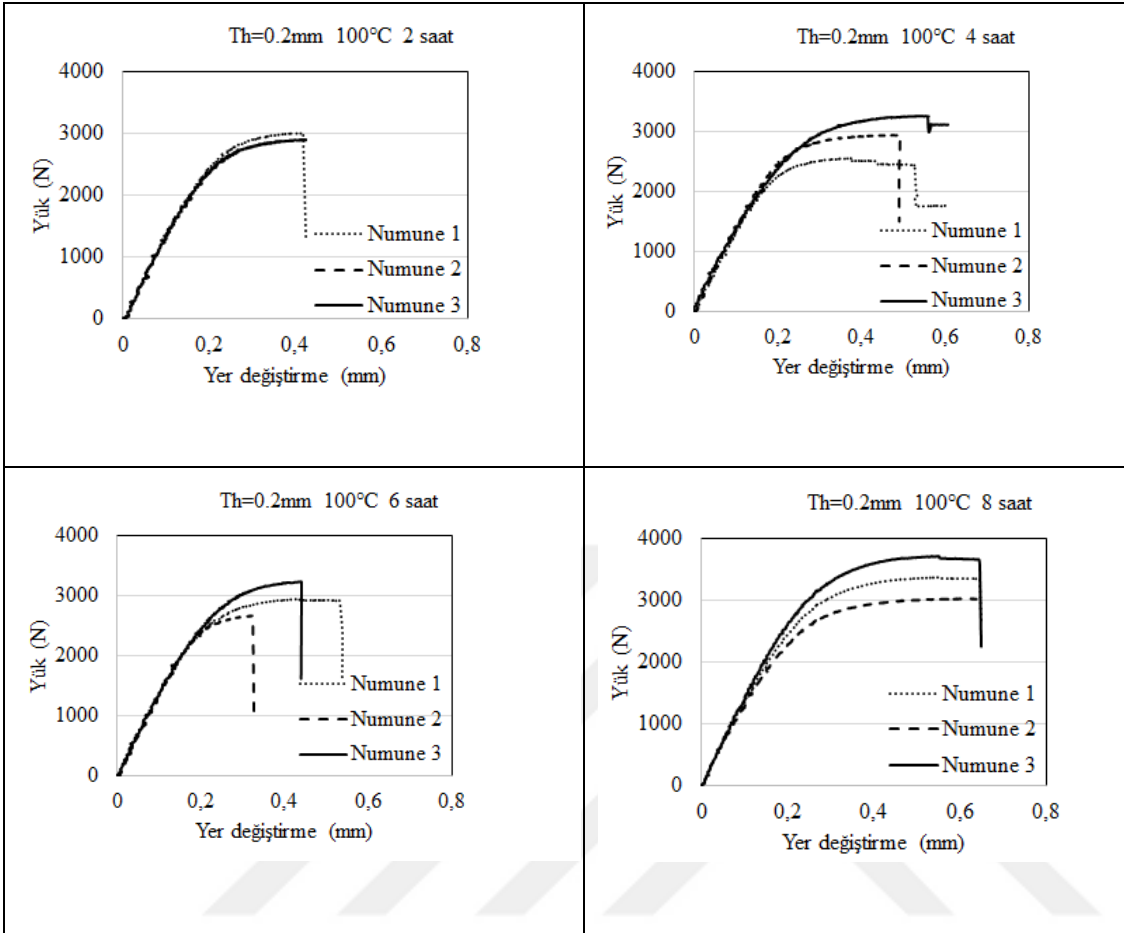 Th=0.2mm 100°C 2 saat
4000
3000
2000
1000
0
Yük (N)
Numune 1
Numune 2
Numune 3
0 0,2 0,4 0,6 0,8
Yer değiştirme (mm)
Th=0.2mm 100°C 4 saat
4000
3000
2000
1000
0
Yük (N)
Numune 1
Numune 2
Numune 3
0 0,2 0,4 0,6 0,8
Yer değiştirme (mm)
Th=0.2mm 100°C 6 saat
4000
3000
2000
1000
0
Yük (N)
Numune 1
Numune 2
Numune 3
0 0,2 0,4 0,6 0,8
Yer değiştirme (mm)
Th=0.2mm 100°C 8 saat
4000
3000
2000
1000
0
Yük (N)
Numune 1
Numune 2
Numune 3
0 0,2 0,4 0,6 0,8
Yer değiştirme (mm)